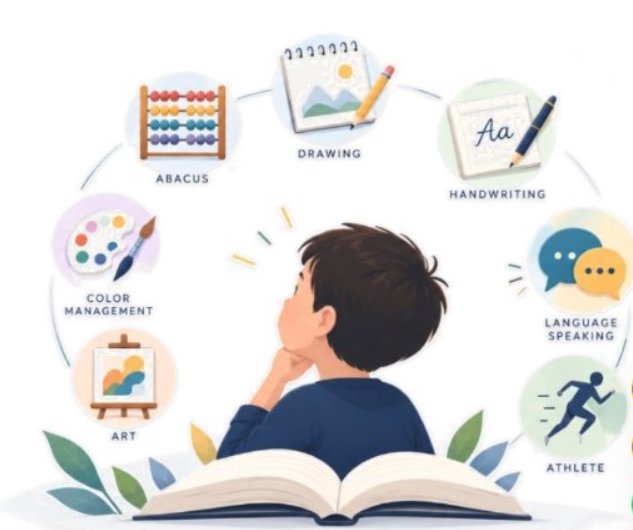 DRAWING
ABACUS
HANDWRITING
Aa
COLOR
MANAGEMENT
LANGUAGE
SPEAKING
ART
ATHLETE